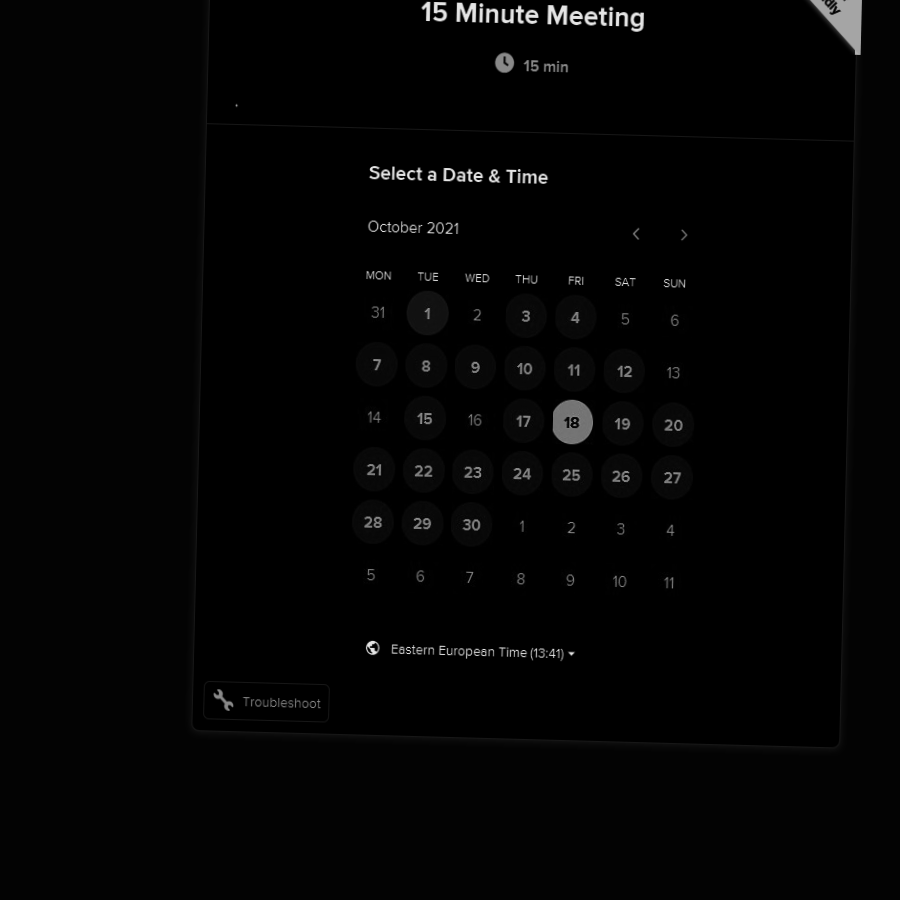 15 Minute Meeting
15 min
Select a Date & Time
October 2021
MON TUE WED THU FRI SAT SUN
31 1 2 3 4 5 6
7 8 9 10 11 12 13
14 15 16 17 18 19 20
21 22 23 24 25 26 27
28 29 30 1 2 3 4
5 6 7 8 9 10 11
Eastern European Time (13:41)
Troubleshoot